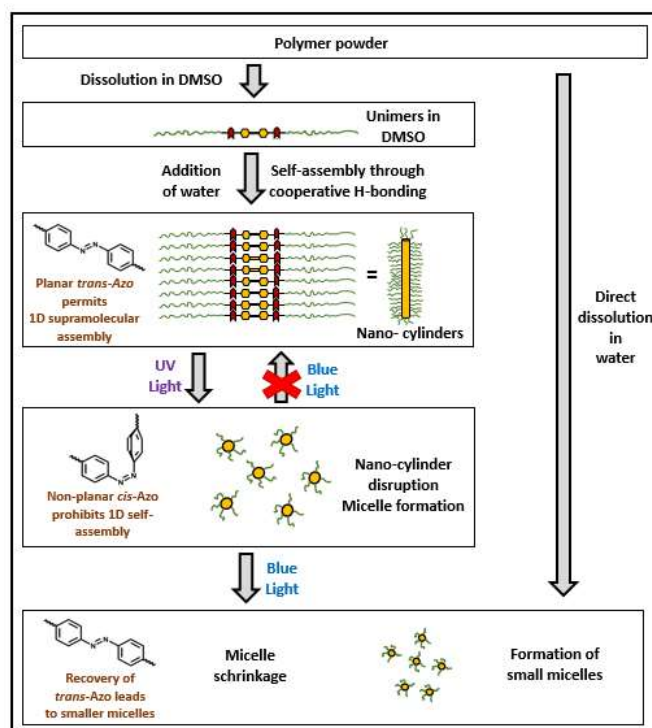 Polymer powder
Dissolution in DMSO
Unimers in
DMSO
Addition
of water
Self-assembly through
cooperative H-bonding
N
N
Planar trans-Azo
permits
1D supramolecular
assembly
=
Nano- cylinders
UV
Light
Blue
Light
Direct
dissolution
in
water
N
N
Non-planar cis-Azo
prohibits 1D self-
assembly
Nano-cylinder
disruption
Micelle formation
Blue
Light
N
N
Recovery of
trans-Azo leads
to smaller micelles
Micelle
schrinkage
Formation of
small micelles